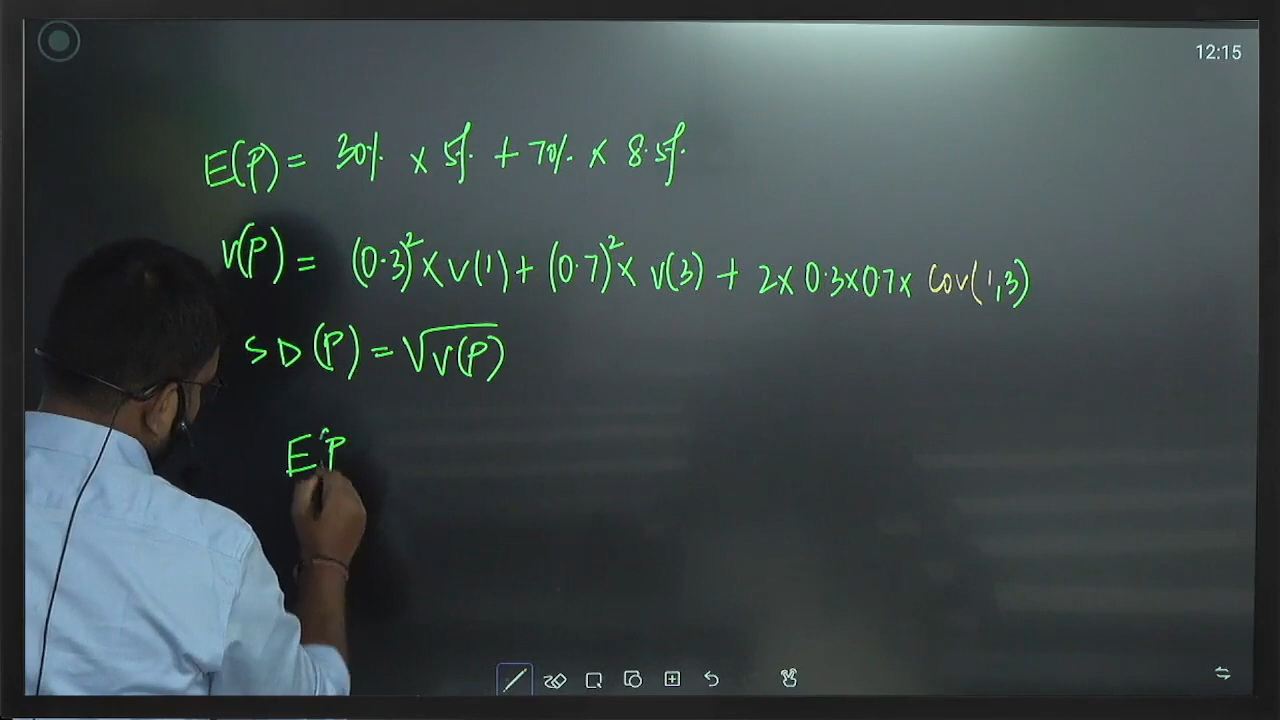 12:15
E(P) = 30% × 5% + 70% × 8.5%
V(P) = (0.3)² × V(1) + (0.7)² × V(3) + 2 × 0.3 × 0.7 × Cov(1,3)
SD(P) = √V(P)
E(P